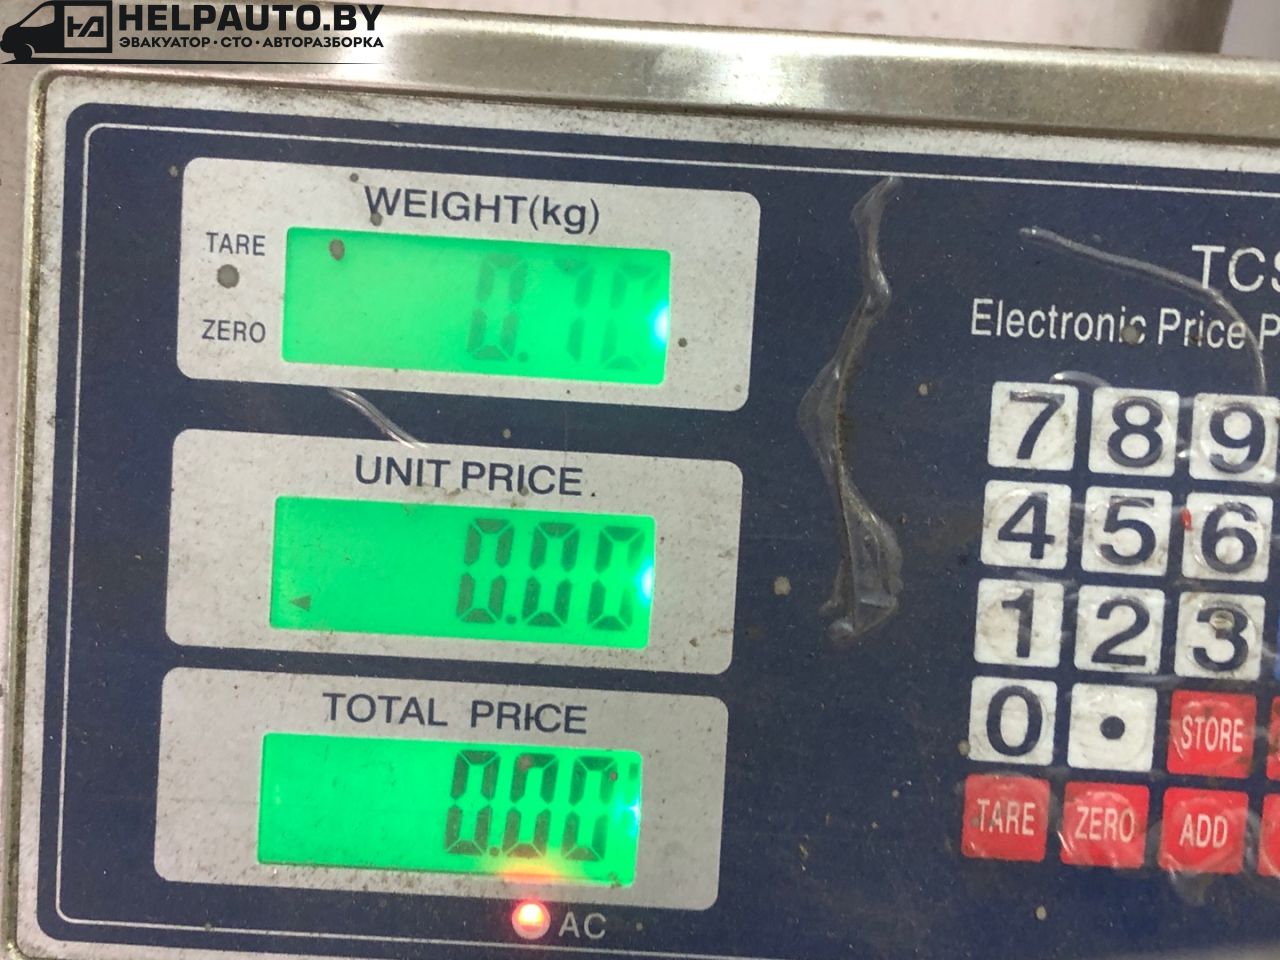 HELPAUTO.BY
ЭВАКУАТОР·СТО·АВТОРАЗБОРКА
WEIGHT(kg)
TARE
ZERO
0.70
UNIT PRICE
0.00
TOTAL PRICE
0.00
AC
TCS
Electronic Price P
7 8 9
4 5 6
1 2 3
0 . STORE
TARE ZERO ADD